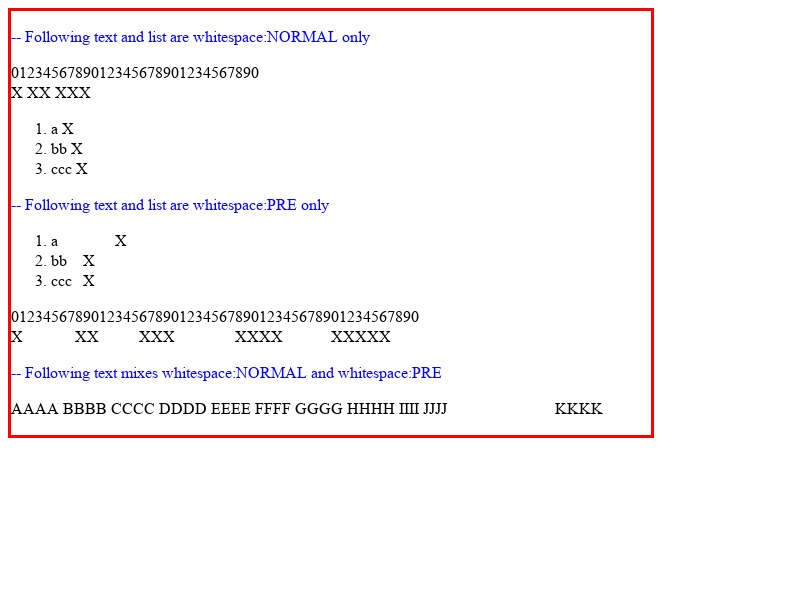 -- Following text and list are whitespace:NORMAL only
0123456789012345678901234567890
X XX XXX
1. a X
2. bb X
3. ccc X
-- Following text and list are whitespace:PRE only
1. a              X
2. bb    X
3. ccc   X
012345678901234567890123456789012345678901234567890
X             XX          XXX               XXXX            XXXXX
-- Following text mixes whitespace:NORMAL and whitespace:PRE
AAAA BBBB CCCC DDDD EEEE FFFF GGGG HHHH IIII JJJJ                           KKKK